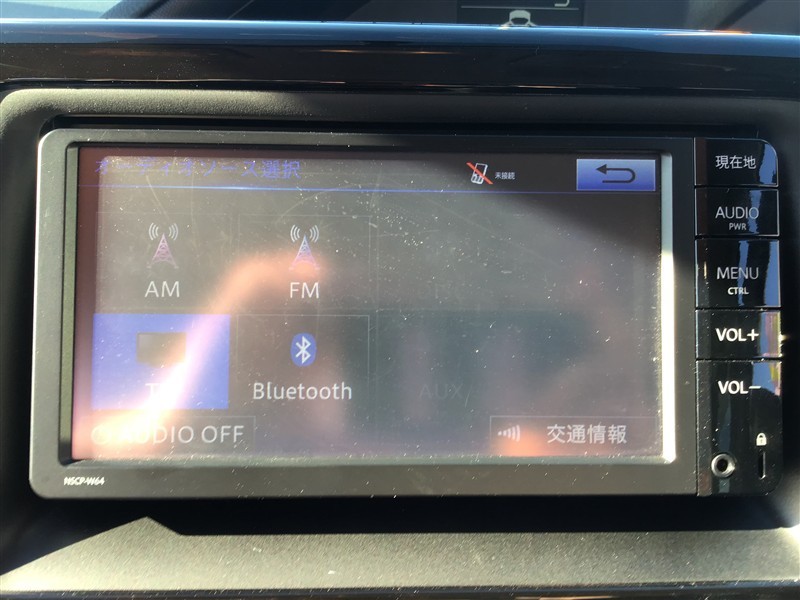 オーディオソース選択
未接続
現在地
AUDIO
PWR
AM
FM
MENU
CTRL
VOL+
TV
Bluetooth
AUX
VOL-
AUDIO OFF
交通情報
NSCP-W64